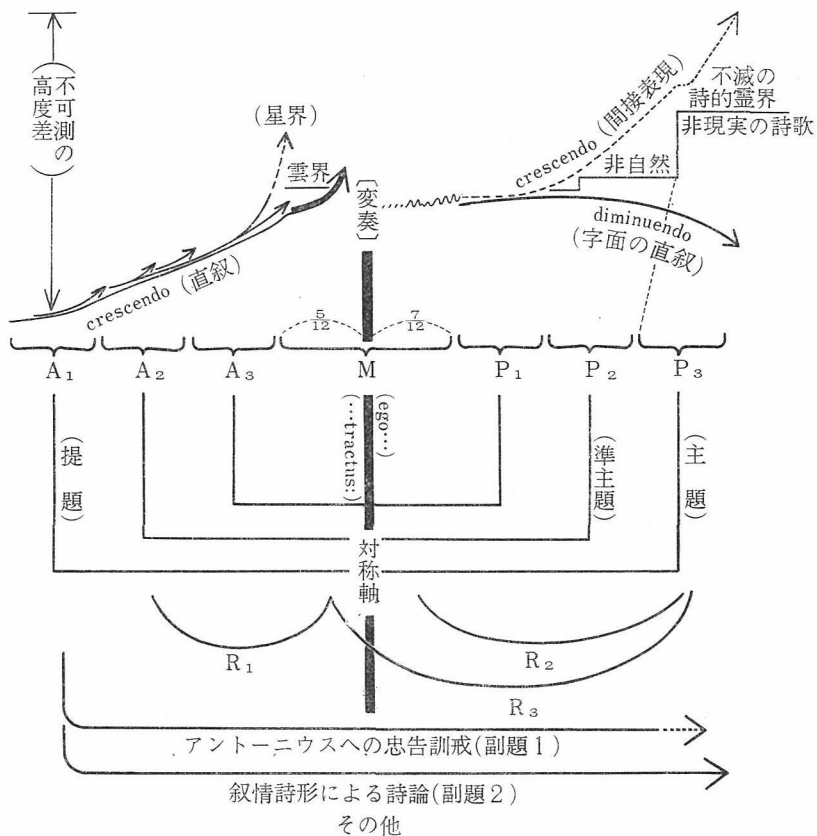 (不可測の
高度差)
(星界)
雲界
crescendo (直叙)
〔変奏〕
crescendo (間接表現)
不滅の
詩的霊界
非現実の詩歌
非自然
diminuendo
(字面の直叙)
5/12
7/12
A₁
A₂
A₃
M
P₁
P₂
P₃
(提題)
(ego…
…tractus:)
(準主題)
(主題)
対称軸
R₁
R₂
R₃
アントーニウスへの忠告訓戒(副題1)
叙情詩形による詩論(副題2)
その他